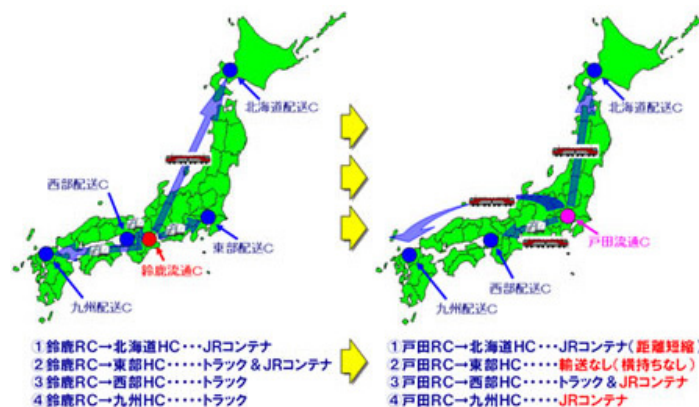 北海道配送C
西部配送C
東部配送C
鈴鹿流通C
九州配送C
①鈴鹿RC→北海道HC・・・JRコンテナ
②鈴鹿RC→東部HC・・・・・トラック&JRコンテナ
③鈴鹿RC→西部HC・・・・・トラック
④鈴鹿RC→九州HC・・・・・トラック
北海道配送C
戸田流通C
西部配送C
九州配送C
①戸田RC→北海道HC・・・JRコンテナ(距離短縮)
②戸田RC→東部HC・・・・・輸送なし(横持ちなし)
③戸田RC→西部HC・・・・・トラック&JRコンテナ
④戸田RC→九州HC・・・・・JRコンテナ